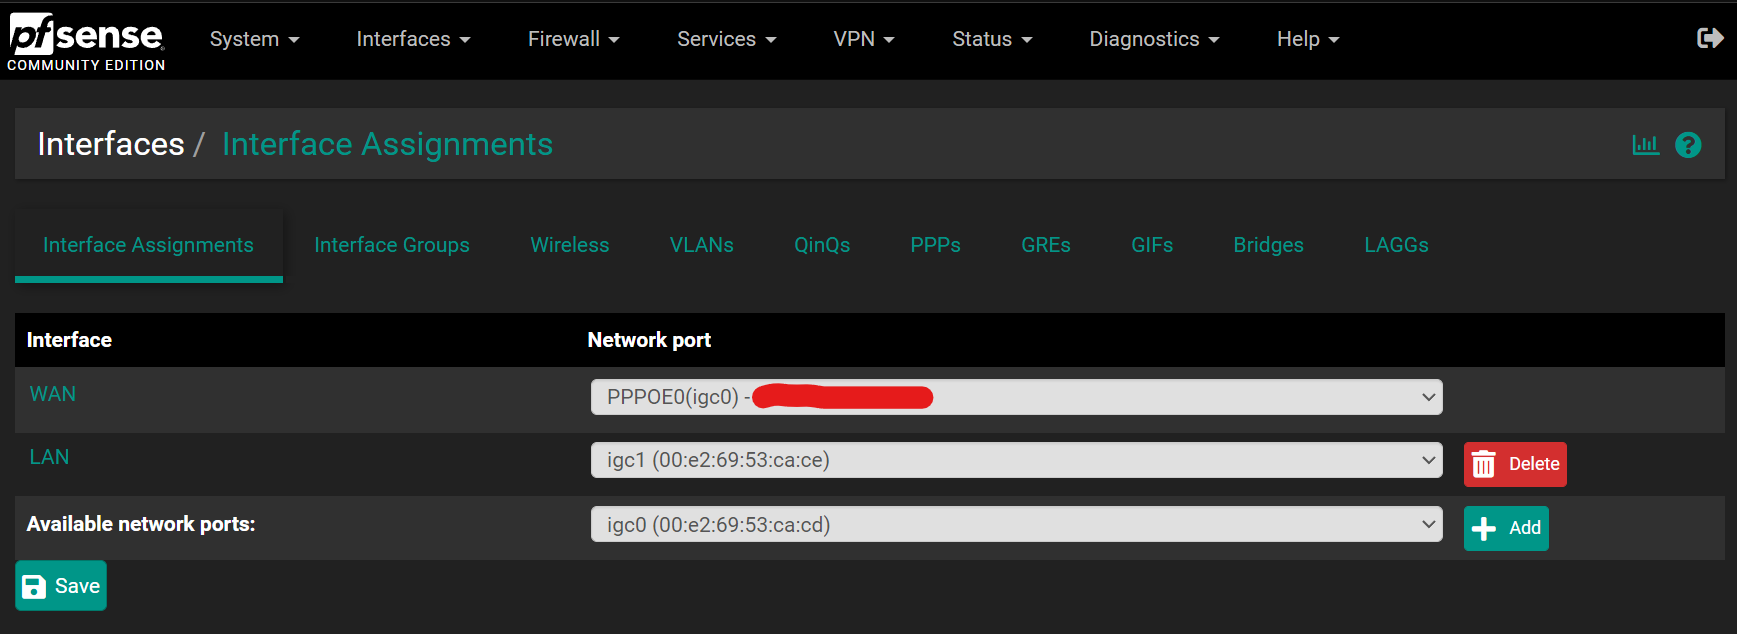 pfsense System Interfaces Firewall Services VPN Status Diagnostics Help
COMMUNITY EDITION
Interfaces / Interface Assignments
Interface Assignments Interface Groups Wireless VLANs QinQs PPPs GREs GIFs Bridges LAGGs
Interface Network port
WAN PPPOE0(igc0) -
LAN igc1 (00:e2:69:53:ca:ce) Delete
Available network ports: igc0 (00:e2:69:53:ca:cd) Add
Save